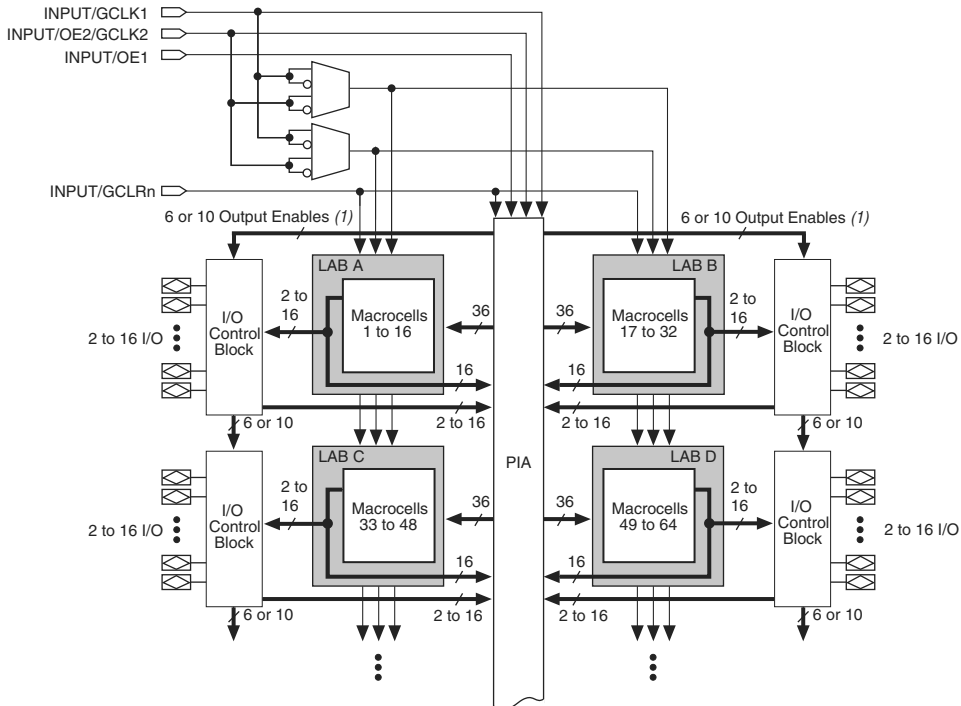 INPUT/GCLK1
INPUT/OE2/GCLK2
INPUT/OE1
INPUT/GCLRn
6 or 10 Output Enables (1)
6 or 10 Output Enables (1)
LAB A
LAB B
2 to 16 I/O
I/O
Control
Block
2 to
16
Macrocells
1 to 16
36
36
Macrocells
17 to 32
2 to
16
I/O
Control
Block
2 to 16 I/O
16
16
2 to 16
2 to 16
6 or 10
6 or 10
PIA
LAB C
LAB D
2 to 16 I/O
I/O
Control
Block
2 to
16
Macrocells
33 to 48
36
36
Macrocells
49 to 64
2 to
16
I/O
Control
Block
2 to 16 I/O
16
16
2 to 16
2 to 16
6 or 10
6 or 10